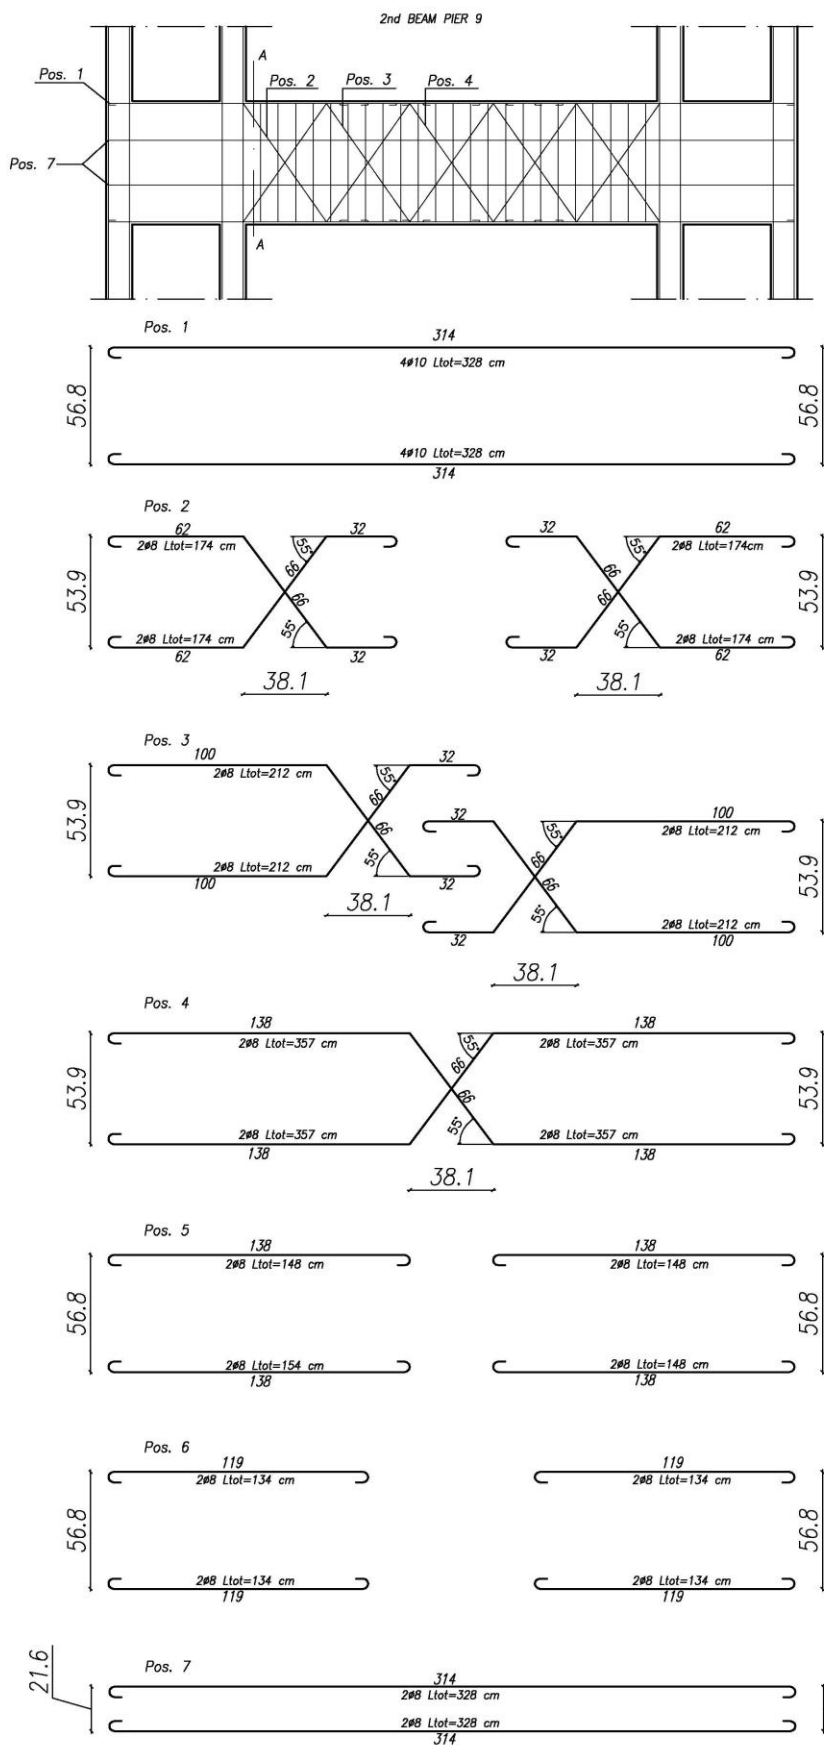 2nd BEAM PIER 9
A
Pos. 1
Pos. 2
Pos. 3
Pos. 4
Pos. 7
A
Pos. 1
314
4ø10 Ltot=328 cm
56.8
56.8
4ø10 Ltot=328 cm
314
Pos. 2
62
32
32
62
2ø8 Ltot=174 cm
55°
55°
2ø8 Ltot=174cm
53.9
66
66
53.9
66
66
2ø8 Ltot=174 cm
55°
55°
2ø8 Ltot=174 cm
62
32
32
62
38.1
38.1
Pos. 3
100
32
2ø8 Ltot=212 cm
55°
66
53.9
32
100
66
55°
2ø8 Ltot=212 cm
2ø8 Ltot=212 cm
55°
66
100
32
66
53.9
38.1
55°
2ø8 Ltot=212 cm
32
100
38.1
Pos. 4
138
138
2ø8 Ltot=357 cm
55°
2ø8 Ltot=357 cm
66
53.9
53.9
66
2ø8 Ltot=357 cm
55°
2ø8 Ltot=357 cm
138
138
38.1
Pos. 5
138
138
2ø8 Ltot=148 cm
2ø8 Ltot=148 cm
56.8
56.8
2ø8 Ltot=154 cm
2ø8 Ltot=148 cm
138
138
Pos. 6
119
119
2ø8 Ltot=134 cm
2ø8 Ltot=134 cm
56.8
56.8
2ø8 Ltot=134 cm
2ø8 Ltot=134 cm
119
119
Pos. 7
21.6
314
2ø8 Ltot=328 cm
2ø8 Ltot=328 cm
314